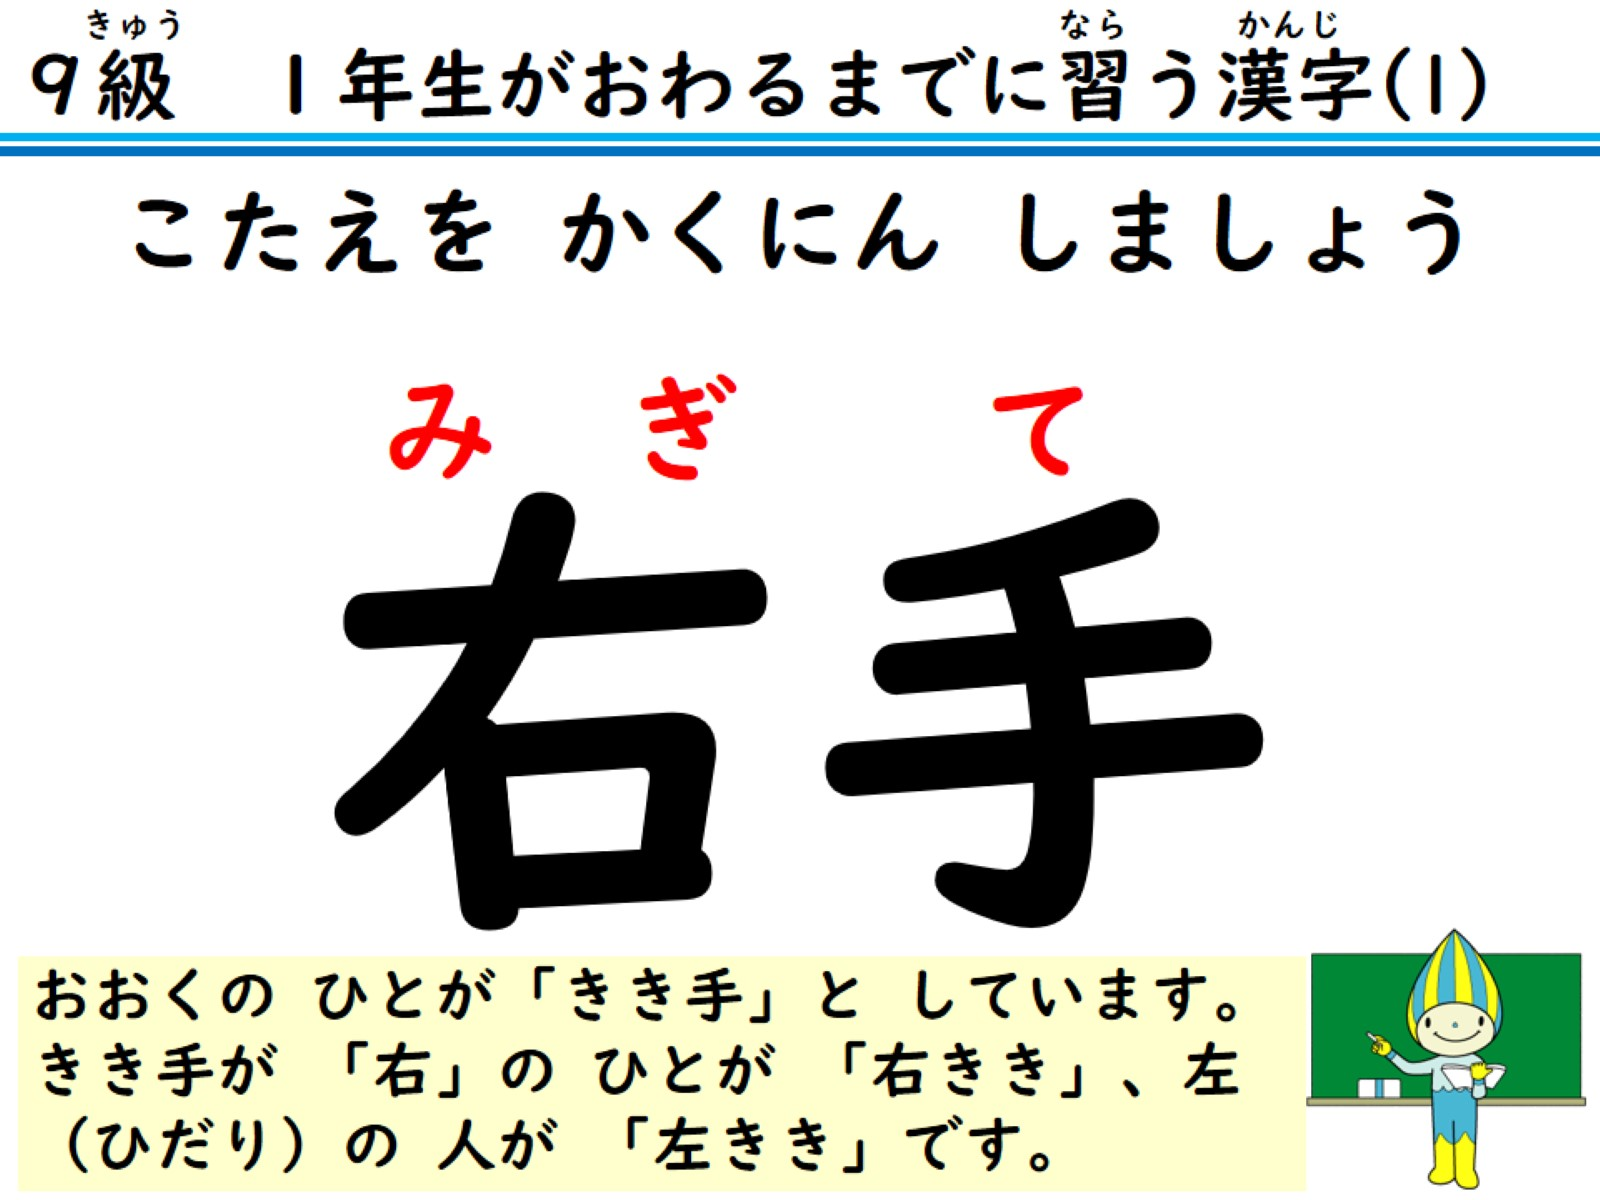 きゅう なら かんじ
9級 1年生がおわるまでに習う漢字(1)
こたえを かくにん しましょう
みぎ て
右手
おおくの ひとが「きき手」と しています。
きき手が 「右」の ひとが 「右きき」、左
(ひだり)の 人が 「左きき」です。